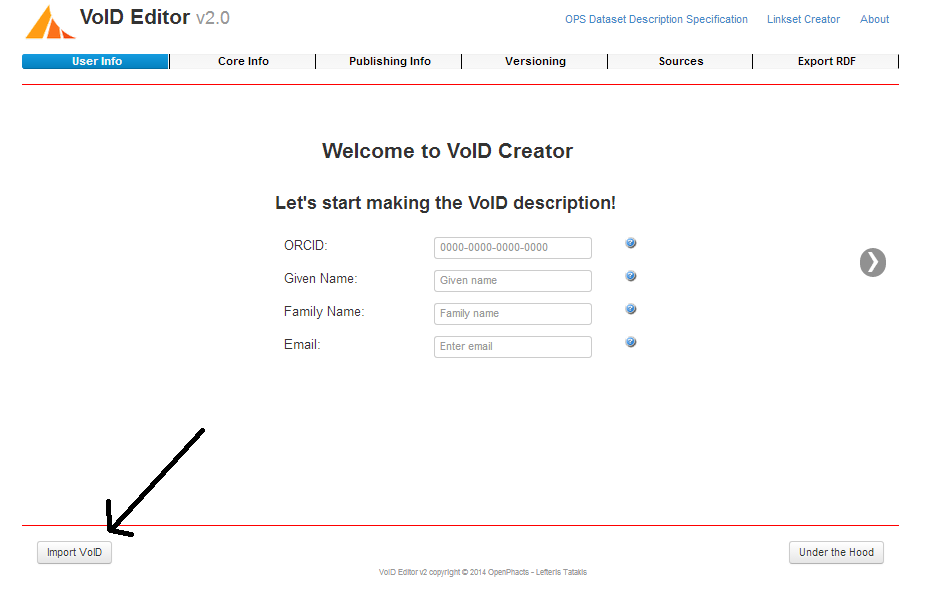 VoID Editor v2.0
OPS Dataset Description Specification Linkset Creator About
User Info Core Info Publishing Info Versioning Sources Export RDF
Welcome to VoID Creator
Let's start making the VoID description!
ORCID: 0000-0000-0000-0000
Given Name: Given name
Family Name: Family name
Email: Enter email
Import VoID Under the Hood
VoID Editor v2 copyright © 2014 OpenPhacts - Lefteris Tatakis